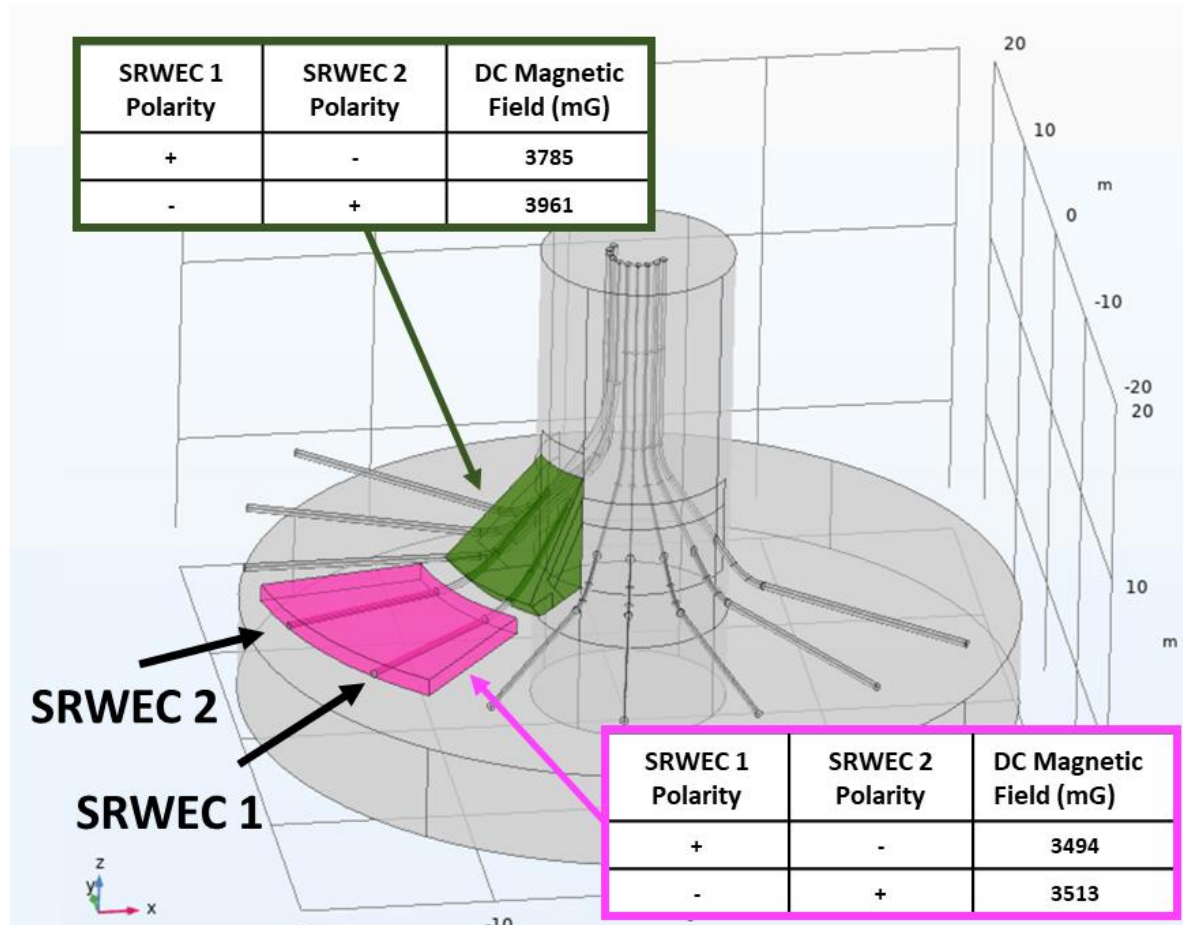 SRWEC 1 Polarity SRWEC 2 Polarity DC Magnetic Field (mG)
+ - 3785
- + 3961
20
10
m
0
-10
-20
20
10
m
SRWEC 2
SRWEC 1
SRWEC 1 Polarity SRWEC 2 Polarity DC Magnetic Field (mG)
+ - 3494
- + 3513
z
y
x
-10